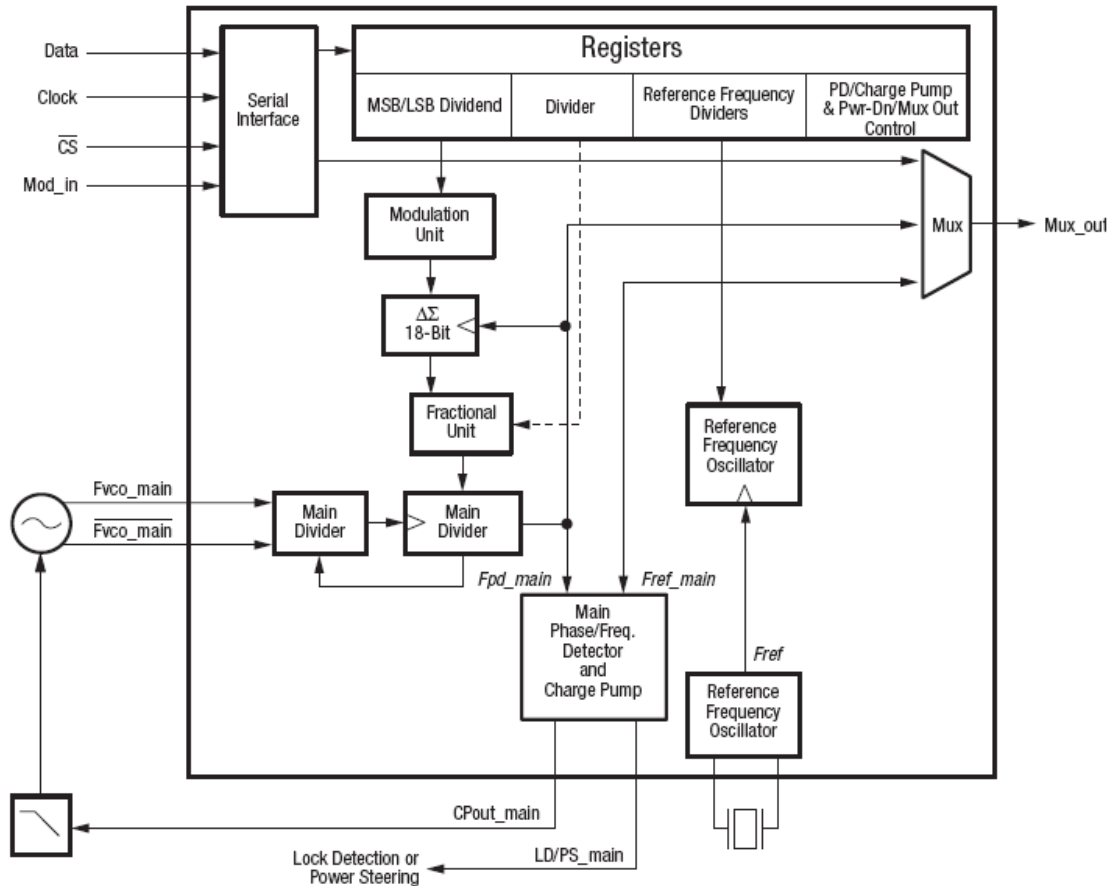 Registers
Data
Clock
CS
Mod_in
Serial
Interface
MSB/LSB Dividend
Divider
Reference Frequency
Dividers
PD/Charge Pump
& Pwr-Dn/Mux Out
Control
Modulation
Unit
Mux
Mux_out
ΔΣ
18-Bit
Fractional
Unit
Reference
Frequency
Oscillator
Fvco_main
Fvco_main
Main
Divider
Main
Divider
Fpd_main
Fref_main
Main
Phase/Freq.
Detector
and
Charge Pump
Fref
Reference
Frequency
Oscillator
CPout_main
LD/PS_main
Lock Detection or
Power Steering